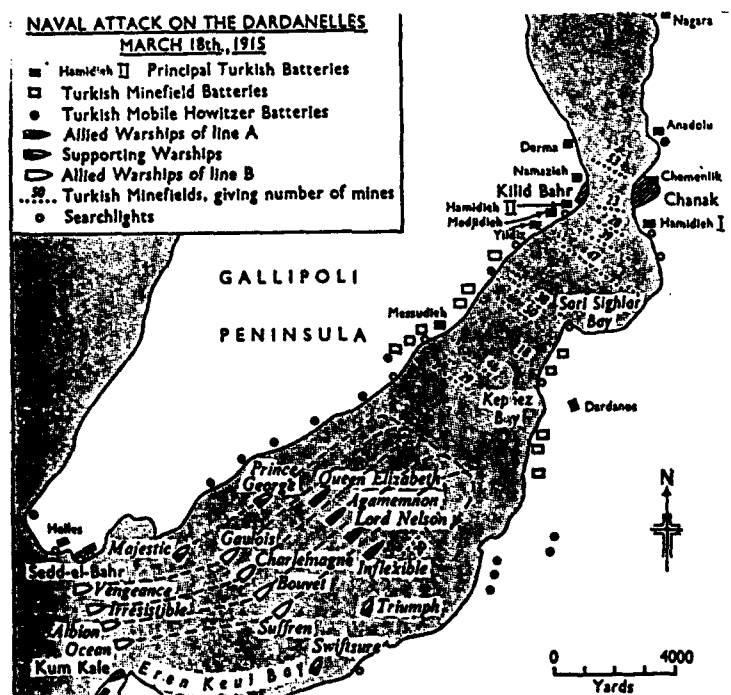 NAVAL ATTACK ON THE DARDANELLES
MARCH 18th., 1915
Hamidieh II Principal Turkish Batteries
Turkish Minefield Batteries
Turkish Mobile Howitzer Batteries
Allied Warships of line A
Supporting Warships
Allied Warships of line B
50 Turkish Minefields, giving number of mines
Searchlights
Nagara
Anadolu
Derma
Namazieh
Chemenlik
Kilid Bahr
Chanak
Hamidieh II
Hamidieh I
Medjidieh
Yildiz
GALLIPOLI
PENINSULA
Messudieh
Sari Sighlar
Bay
Kephez
Bay
Dardanos
N
Prince
George
Queen Elizabeth
Agamemnon
Lord Nelson
Helles
Majestic
Gaulois
Charlemagne
Inflexible
Sedd-el-Bahr
Vengeance
Bouvet
Irresistible
Triumph
Albion
Suffren
Ocean
Swiftsure
Kum Kale
Eren Keui Bay
0 4000
Yards